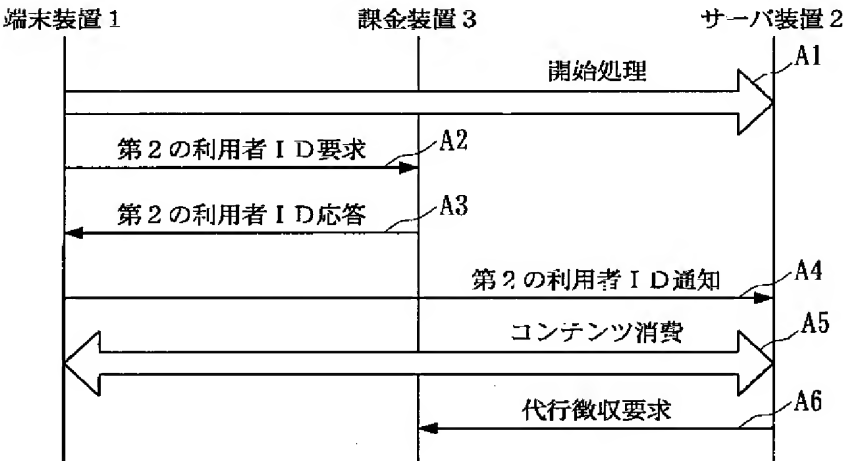 端末装置1 課金装置3 サーバ装置2
開始処理 A1
第2の利用者ID要求 A2
第2の利用者ID応答 A3
第2の利用者ID通知 A4
コンテンツ消費 A5
代行徴収要求 A6